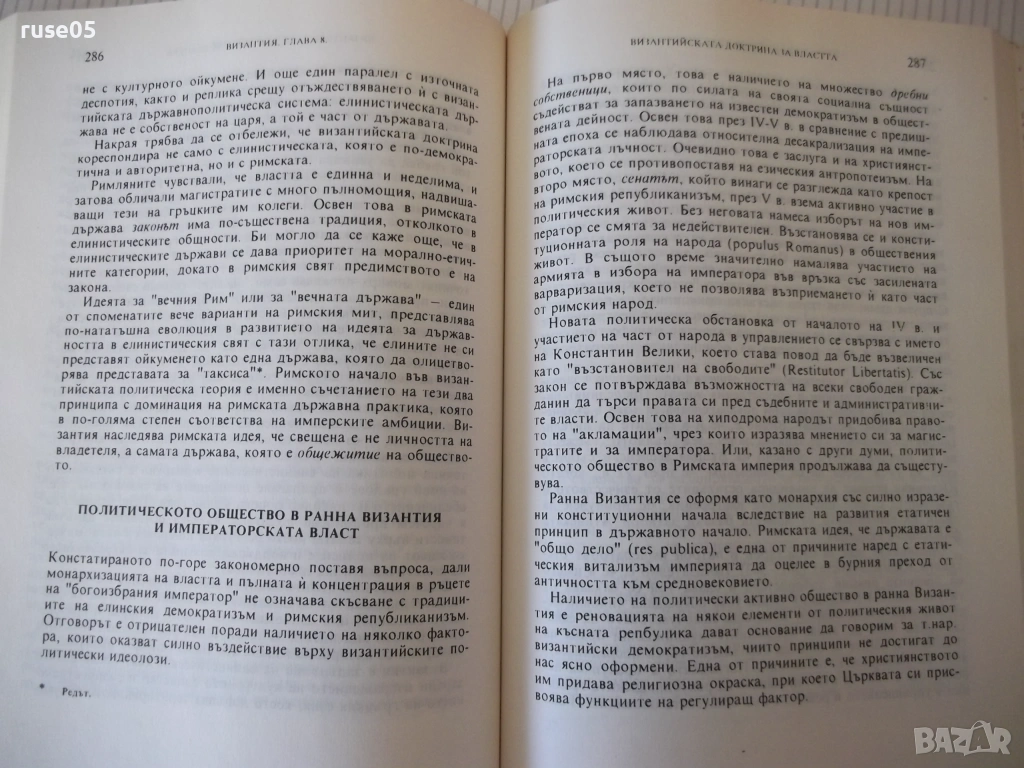 ruse05
286
ВИЗАНТИЯ. ГЛАВА 8.
не с културното ойкумене. И още един паралел с източната
деспотия, както и реплика срещу отъждествяването ѝ с визан-
тийската държавнополитическа система: елинистическата дър-
жава не е собственост на царя, а той е част от държавата.
Накрая трябва да се отбележи, че византийската доктрина
кореспондира не само с елинистическата, която е по-демокра-
тична и авторитетна, но и с римската.
Римляните чувствали, че властта е единна и неделима, и
затова обличали магистратите с много пълномощия, надвиша-
ващи тези на гръцките им колеги. Освен това в римската
държава законът има по-съществена традиция, отколкото в
елинистическите общности. Би могло да се каже още, че в
елинистическите държави се дава приоритет на морално-етич-
ните категории, докато в римския свят предимството е на
закона.
Идеята за "вечния Рим" или за "вечната държава" — един
от споменатите вече варианти на римския мит, представлява
по-нататъшна еволюция в развитието на идеята за държав-
ността в елинистическия свят с тази отлика, че елините не си
представят ойкуменето като една държава, която да олицетво-
рява представата за "таксиса"*. Римското начало във визан-
тийската политическа теория е именно съчетанието на тези два
принципа с доминация на римската държавна практика, която
в по-голяма степен съответства на имперските амбиции. Ви-
зантия наследява римската идея, че свещена е не личността на
владетеля, а самата държава, която е общежитие на общество-
то.
ПОЛИТИЧЕСКОТО ОБЩЕСТВО В РАННА ВИЗАНТИЯ
И ИМПЕРАТОРСКАТА ВЛАСТ
Констатираното по-горе закономерно поставя въпроса, дали
монархизацията на властта и пълната ѝ концентрация в ръцете
на "богоизбрания император" не означава скъсване с традици-
ите на елинския демократизъм и римския републиканизъм.
Отговорът е отрицателен поради наличието на няколко факто-
ра, които оказват силно въздействие върху византийските по-
литически идеолози.
* Редът.
ВИЗАНТИЙСКАТА ДОКТРИНА ЗА ВЛАСТТА
287
На първо място, това е наличието на множество дребни
собственици, които по силата на своята социална същност
съдействат за запазването на известен демократизъм в общест-
вената дейност. Освен това през IV-V в. в сравнение с предиш-
ната епоха се наблюдава относителна десакрализация на импе-
раторската лъчност. Очевидно това е заслуга и на християнст-
вото, което се противопоставя на езическия антропотеизъм. На
второ място, сенатът, който винаги се разглежда като крепост
на римския републиканизъм, през V в. взема активно участие в
политическия живот. Без неговата намеса изборът на нов им-
ператор се смята за недействителен. Възстановява се и консти-
туционната роля на народа (populus Romanus) в обществения
живот. В същото време значително намалява участието на
армията в избора на императора във връзка със засилената
варваризация, което не позволява възприемането ѝ като част
от римския народ.
Новата политическа обстановка от началото на IV в. и
участието на част от народа в управлението се свързва с името
на Константин Велики, което става повод да бъде възвеличен
като "възстановител на свободите" (Restitutor Libertatis). Със
закон се потвърждава възможността на всеки свободен граж-
данин да търси правата си пред съдебните и административни-
те власти. Освен това на хиподрома народът придобива право-
то на "акламации", чрез които изразява мнението си за магис-
тратите и за императора. Или, казано с други думи, полити-
ческото общество в Римската империя продължава да същесту-
вува.
Ранна Византия се оформя като монархия със силно изразе-
ни конституционни начала вследствие на развития етатичен
принцип в държавното начало. Римската идея, че държавата е
"общо дело" (res publica), е една от причините наред с етати-
ческия витализъм империята да оцелее в бурния преход от
античността към средновековието.
Наличието на политически активно общество в ранна Визан-
тия е реновацията на някои елементи от политическия живот
на късната репбулика дават основание да говорим за т.нар.
византийски демократизъм, чиито принципи не достигат до
нас ясно оформени. Една от причините е, че християнството
им придава религиозна окраска, при което Църквата си прис-
воява функциите на регулиращ фактор.
BAZAR